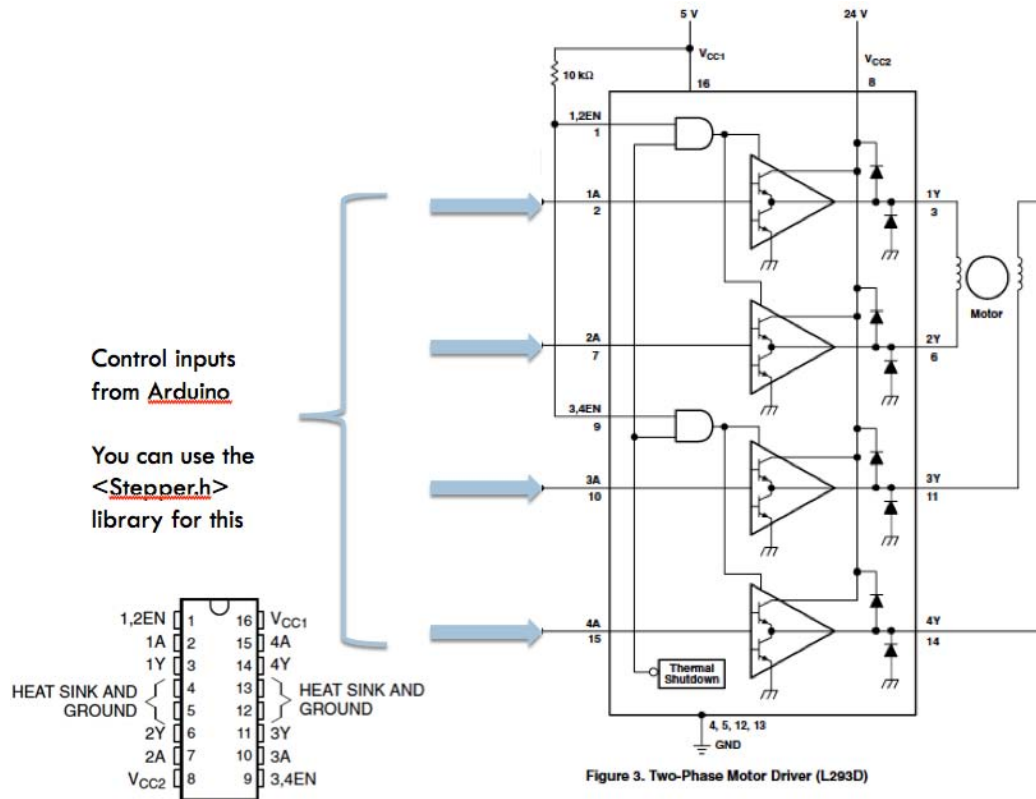 5 V
24 V
VCC1
VCC2
10 kΩ
16
8
1,2EN
1
1A
2
1Y
3
Motor
2A
7
2Y
6
3,4EN
9
3A
10
3Y
11
4A
15
4Y
14
Thermal
Shutdown
4, 5, 12, 13
GND
Figure 3. Two-Phase Motor Driver (L293D)
Control inputs
from Arduino
You can use the
<Stepper.h>
library for this
1,2EN 1 16 VCC1
1A 2 15 4A
1Y 3 14 4Y
HEAT SINK AND
GROUND
4 13
5 12
HEAT SINK AND
GROUND
2Y 6 11 3Y
2A 7 10 3A
VCC2 8 9 3,4EN